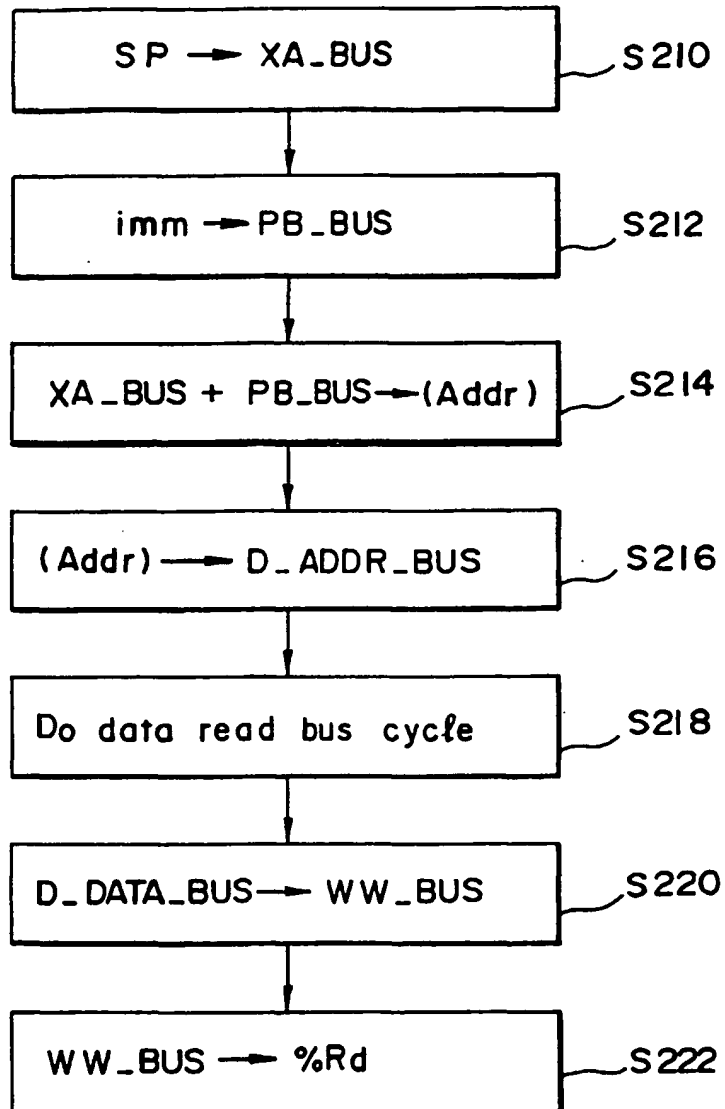 SP → XA_BUS S210
imm → PB_BUS S212
XA_BUS + PB_BUS → (Addr) S214
(Addr) → D_ADDR_BUS S216
Do data read bus cycle S218
D_DATA_BUS → WW_BUS S220
WW_BUS → %Rd S222